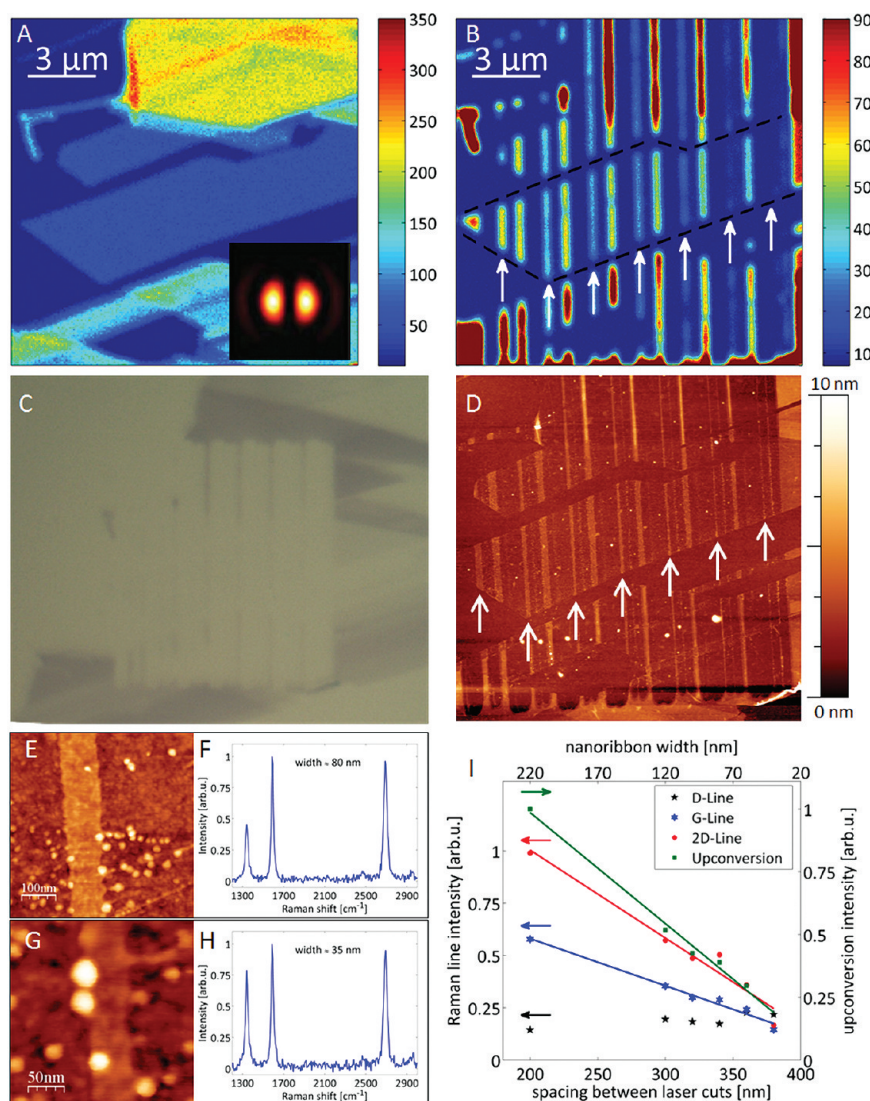 A
3 μm
350
300
250
200
150
100
50
B
3 μm
90
80
70
60
50
40
30
20
10
C
D
10 nm
0 nm
E
100nm
F
width ≈ 80 nm
Intensity [arb.u.]
1
0.75
0.5
0.25
0
1300 1700 2100 2500 2900
Raman shift [cm-1]
G
50nm
H
width ≈ 35 nm
Intensity [arb.u.]
1
0.75
0.5
0.25
0
1300 1700 2100 2500 2900
Raman shift [cm-1]
I
nanoribbon width [nm]
220 170 120 70 20
D-Line
G-Line
2D-Line
Upconversion
Raman line intensity [arb.u.]
1
0.75
0.5
0.25
0
upconversion intensity [arb.u.]
1
0.8
0.6
0.4
0.2
0
200 250 300 350 400
spacing between laser cuts [nm]